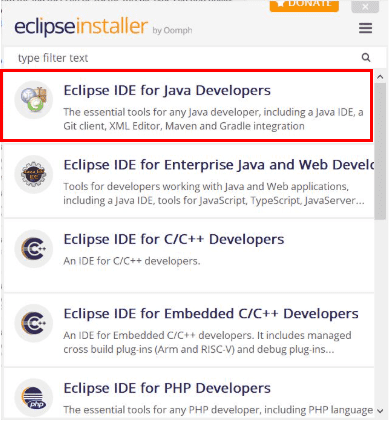 DONATE
eclipseinstaller by Oomph
type filter text
Eclipse IDE for Java Developers
The essential tools for any Java developer, including a Java IDE, a
Git client, XML Editor, Maven and Gradle integration
Eclipse IDE for Enterprise Java and Web Develo
Tools for developers working with Java and Web applications,
including a Java IDE, tools for JavaScript, TypeScript, JavaServer...
Eclipse IDE for C/C++ Developers
An IDE for C/C++ developers.
Eclipse IDE for Embedded C/C++ Developers
An IDE for Embedded C/C++ developers. It includes managed
cross build plug-ins (Arm and RISC-V) and debug plug-ins...
Eclipse IDE for PHP Developers
php
The essential tools for any PHP developer, including PHP language